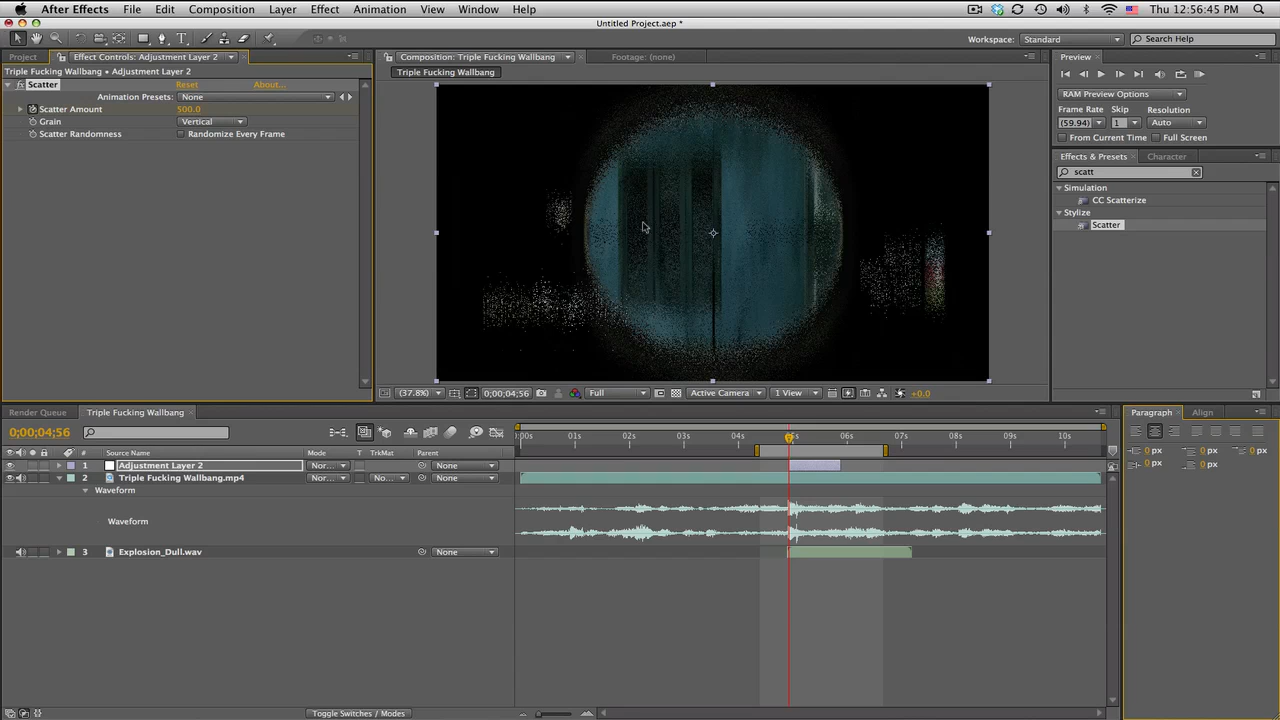 After Effects File Edit Composition Layer Effect Animation View Window Help Thu 12:56:45 PM
Untitled Project.aep *
Workspace: Standard Search Help
Project Effect Controls: Adjustment Layer 2
Composition: Triple Fucking Wallbang Footage: (none)
Preview
Triple Fucking Wallbang • Adjustment Layer 2
Triple Fucking Wallbang
fx Scatter Reset About...
Animation Presets: None
Scatter Amount 500.0
Grain Vertical
Scatter Randomness Randomize Every Frame
RAM Preview Options
Frame Rate Skip Resolution
(59.94) 1 Auto
From Current Time Full Screen
Effects & Presets Character
scatt
Simulation
CC Scatterize
Stylize
Scatter
(37.8%) 0;00;04;56 Full Active Camera 1 View +0.0
Render Queue Triple Fucking Wallbang
Paragraph Align
0;00;04;56
:00s 01s 02s 03s 04s 05s 06s 07s 08s 09s 10s
# Source Name Mode T TrkMat Parent
1 Adjustment Layer 2 Nor... None
2 Triple Fucking Wallbang.mp4 Nor... No... None
Waveform
Waveform
3 Explosion_Dull.wav None
0 px 0 px 0 px
0 px 0 px
Toggle Switches / Modes